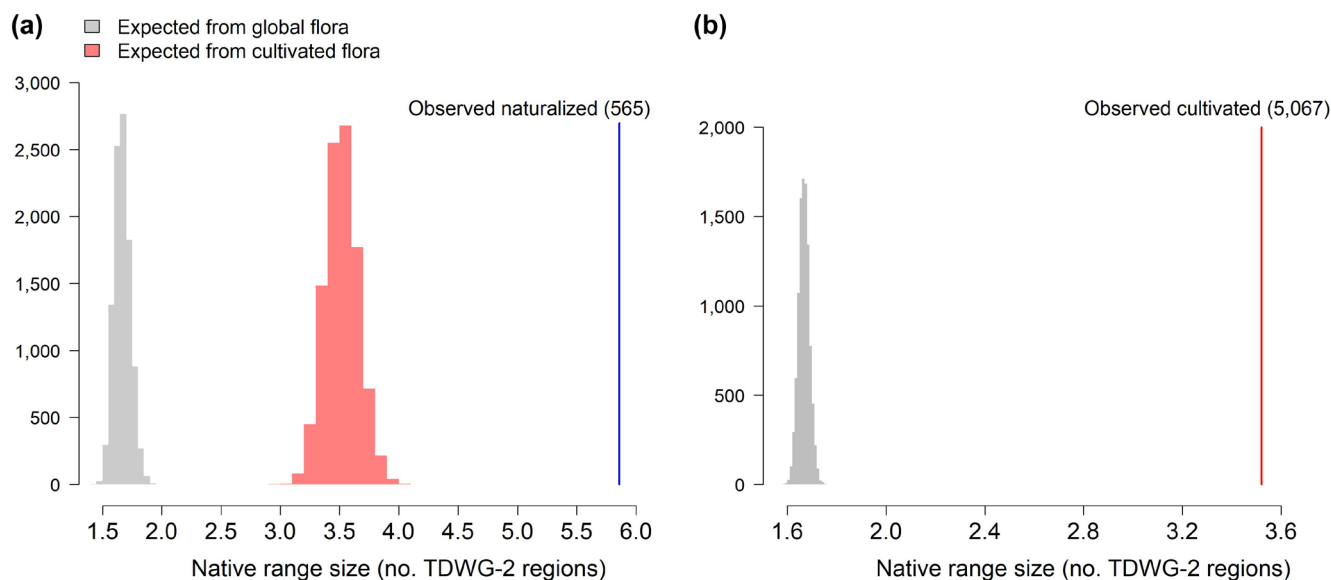 (a)
Expected from global flora
Expected from cultivated flora
Observed naturalized (565)
3,000
2,500
2,000
1,500
1,000
500
0
1.5 2.0 2.5 3.0 3.5 4.0 4.5 5.0 5.5 6.0
Native range size (no. TDWG-2 regions)
(b)
Observed cultivated (5,067)
2,000
1,500
1,000
500
0
1.6 2.0 2.4 2.8 3.2 3.6
Native range size (no. TDWG-2 regions)